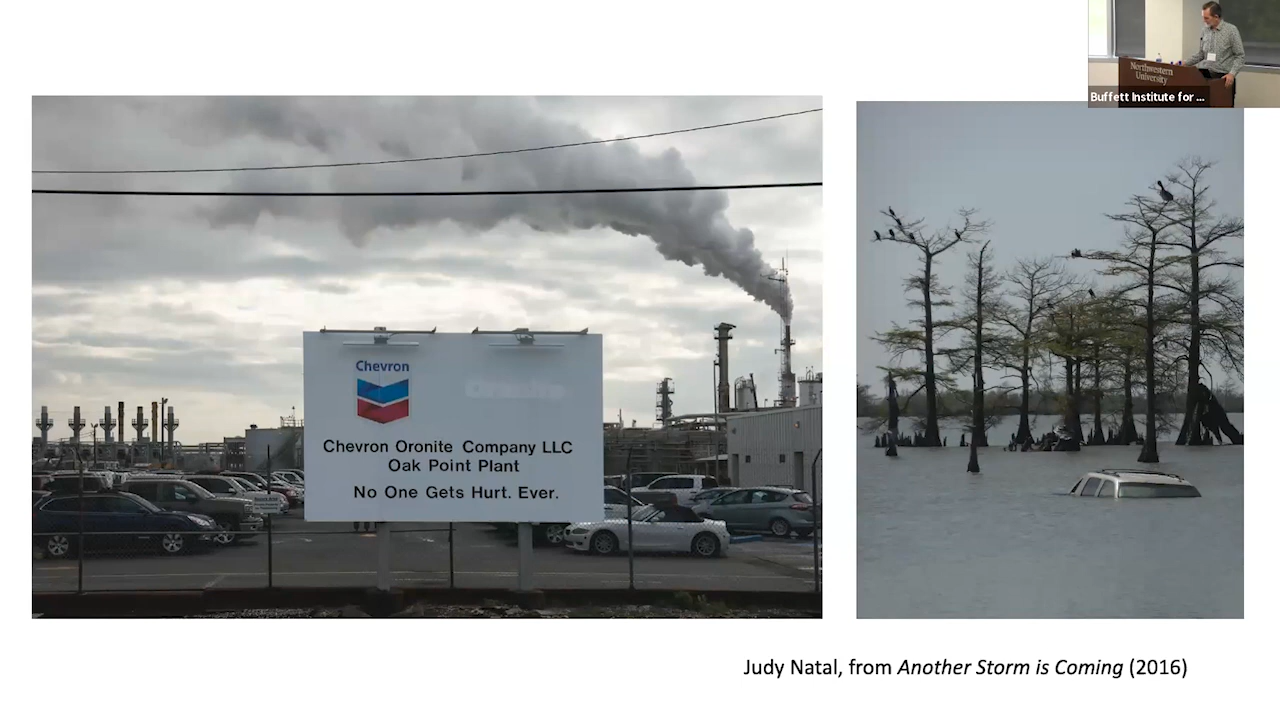 Northwestern
University
Buffett Institute for ...
Chevron
Chevron Oronite Company LLC
Oak Point Plant
No One Gets Hurt. Ever.
Judy Natal, from Another Storm is Coming (2016)